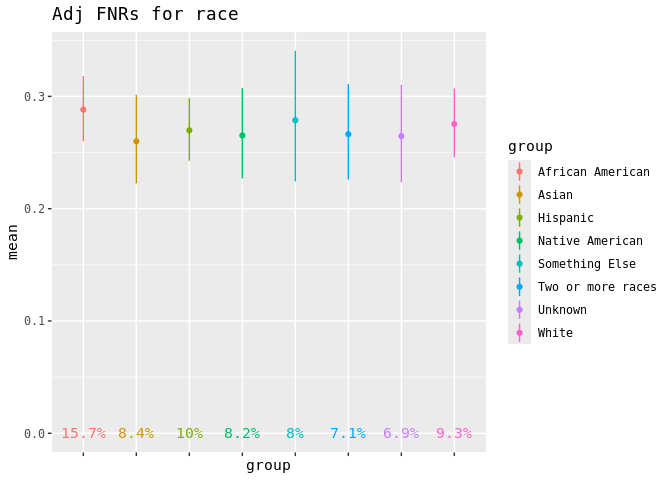 Adj FNRs for race
mean
0.3
0.2
0.1
0.0
15.7% 8.4% 10% 8.2% 8% 7.1% 6.9% 9.3%
group
group
African American
Asian
Hispanic
Native American
Something Else
Two or more races
Unknown
White